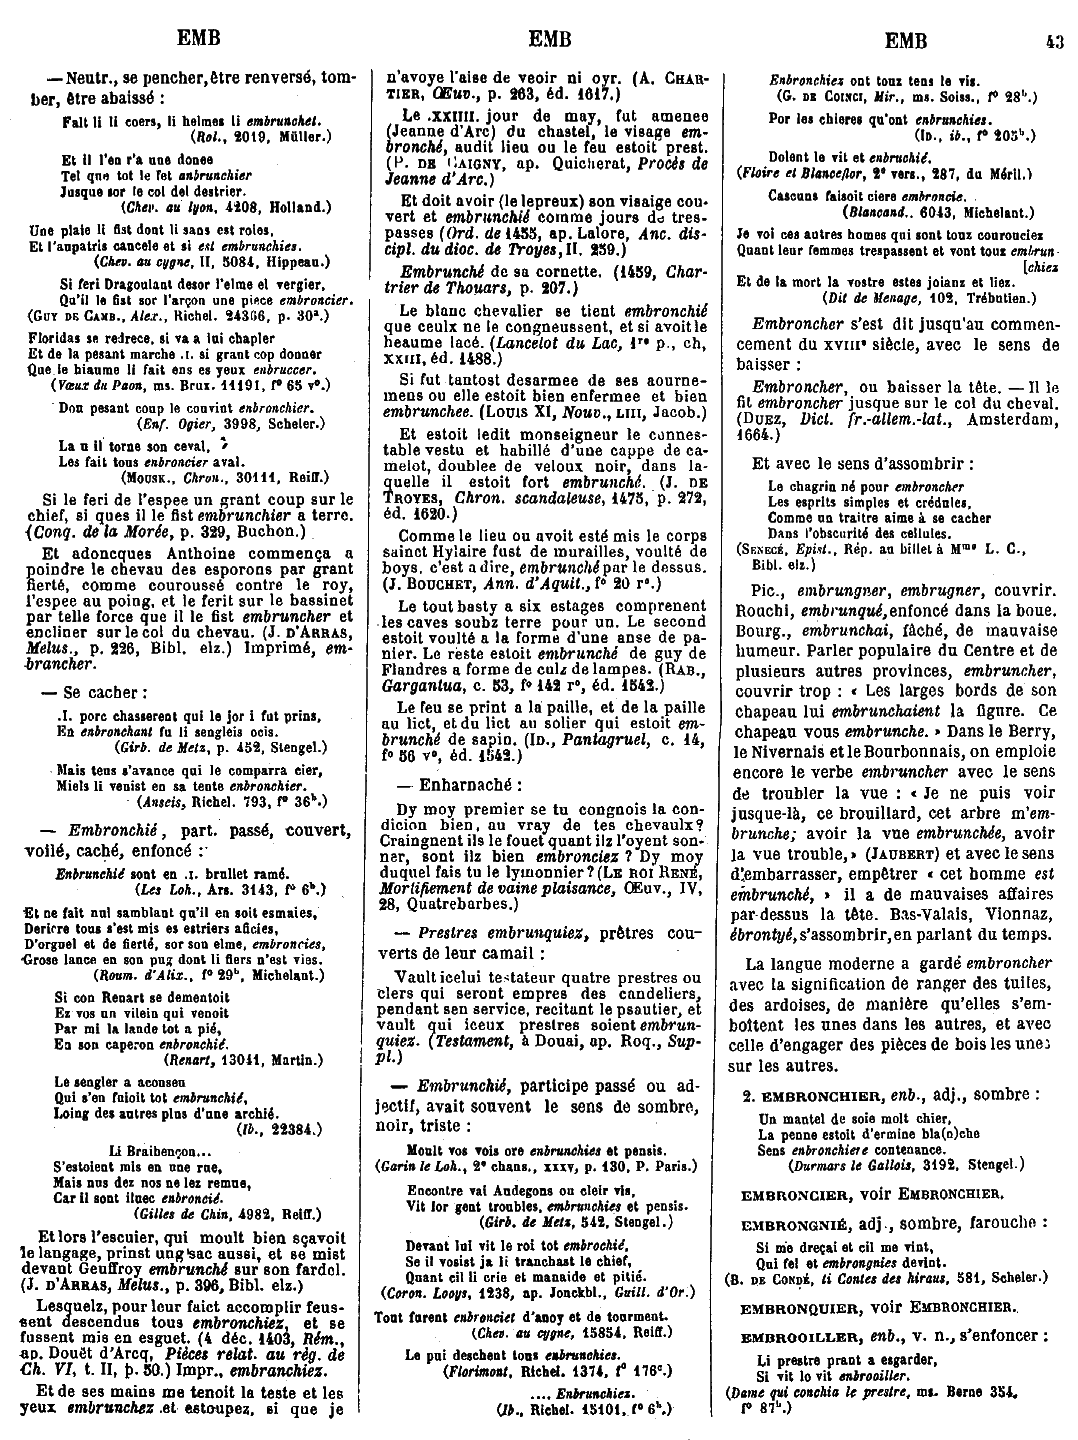 EMB
EMB
EMB
43
— Neutr., se pencher, être renversé, tom-
ber, être abaissé :
Falt li li coers, li helmes li embrunchet.
(Rol., 2019, Müller.)
Et il l'en r'a une donee
Tel que tot le fet anbrunchier
Jusque sor le col del destrier.
(Chev. au lyon, 4208, Holland.)
Une plaie li fist dont li sans est roles,
Et l'aupatris cancele et si est embrunchies.
(Chev. au cygne, II, 5084, Hippeau.)
Si feri Dragoulant desor l'elme el vergier,
Qu'il le fist sor l'arçon une piece embroncier.
(GUY DE CAMB., Alex., Richel. 24366, p. 30ª.)
Floridas se redrece, si va a lui chapler
Et de la pesant marche .I. si grant cop donner
Que le hiaume li fait ens es yeux enbruccer.
(Vœux du Paon, ms. Brux. 11191, fº 65 vº.)
Don pesant coup le convint enbronchier.
(Enf. Ogier, 3998, Scheler.)
La u il torne son ceval,
Les fait tous enbroncier aval.
(MOUSK., Chron., 30111, Reiff.)
Si le feri de l'espee un grant coup sur le
chief, si ques il le fist embrunchier a terre.
(Conq. de la Morée, p. 329, Buchon.)
Et adoncques Anthoine commença a
poindre le chevau des esporons par grant
fierté, comme couroussé contre le roy,
l'espee au poing, et le ferit sur le bassinet
par telle force que il le fist embruncher et
encliner sur le col du chevau. (J. D'ARRAS,
Melus., p. 226, Bibl. elz.) Imprimé, em-
brancher.
— Se cacher :
.I. porc chasserent qui le jor i fut prins,
En enbronchant fu li sengleis ocis.
(Girb. de Metz, p. 452, Stengel.)
Mais tens s'avance qui le comparra cier,
Miels li venist en sa tente enbronchier.
(Anseis, Richel. 793, fº 36ᵇ.)
— Embronchié, part. passé, couvert,
voilé, caché, enfoncé :
Enbrunchié sont en .I. brullet ramé.
(Les Loh., Ars. 3143, fº 6ᵇ.)
Et ne fait nul samblant qu'il en soit esmaies,
Dericre tous s'est mis es estriers aficies,
D'orguel et de fierté, sor son elme, embroncies,
Grose lance en son pug dont li fiers n'est vies.
(Roum. d'Alix., fº 29ᵇ, Michelant.)
Si con Renart se dementoit
Ez vos un vilein qui venoit
Par mi la lande tot a pié,
En son caperon enbronchié.
(Renart, 13041, Martin.)
Le sengler a aconseu
Qui s'en fuioit tot embrunchié,
Loing des autres plus d'une archié.
(Ib., 22384.)
Li Braibençon...
S'estoient mis en une rue,
Mais nus dez nos ne lez remue,
Car il sont iluec enbroncié.
(Gilles de Chin, 4982, Reiff.)
Et lors l'escuier, qui moult bien sçavoit
le langage, prinst ung sac aussi, et se mist
devant Geuffroy embrunché sur son fardel.
(J. D'ARRAS, Melus., p. 396, Bibl. elz.)
Lesquelz, pour leur faict accomplir feus-
sent descendus tous embronchiez, et se
fussent mis en esguet. (4 déc. 1403, Rém.,
ap. Douët d'Arcq, Pièces relat. au règ. de
Ch. VI, t. II, p. 50.) Impr., embranchiez.
Et de ses mains me tenoit la teste et les
yeux embrunchez et estoupez, si que je
n'avoye l'aise de veoir ni oyr. (A. CHAR-
TIER, Œuv., p. 263, éd. 1617.)
Le .XXIIII. jour de may, fut amenee
(Jeanne d'Arc) du chastel, le visage em-
bronché, audit lieu ou le feu estoit prest.
(P. DE CAIGNY, ap. Quicherat, Procès de
Jeanne d'Arc.)
Et doit avoir (le lepreux) son visaige cou-
vert et embrunchié comme jours de tres-
passes (Ord. de 1455, ap. Lalore, Anc. dis-
cipl. du dioc. de Troyes, II. 259.)
Embrunché de sa cornette. (1459, Char-
trier de Thouars, p. 207.)
Le blanc chevalier se tient embronchié
que ceulx ne le congneussent, et si avoit le
heaume lacé. (Lancelot du Lac, 1ʳᵉ p., ch,
XXIII, éd. 1488.)
Si fut tantost desarmee de ses aourne-
mens ou elle estoit bien enfermee et bien
embrunchee. (LOUIS XI, Nouv., LIII, Jacob.)
Et estoit ledit monseigneur le connes-
table vestu et habillé d'une cappe de ca-
melot, doublee de veloux noir, dans la-
quelle il estoit fort embrunché. (J. DE
TROYES, Chron. scandaleuse, 1475, p. 272,
éd. 1620.)
Comme le lieu ou avoit esté mis le corps
sainct Hylaire fust de murailles, voulté de
boys, c'est a dire, embrunché par le dessus.
(J. BOUCHET, Ann. d'Aquit., fº 20 rº.)
Le tout basty a six estages comprenent
les caves soubz terre pour un. Le second
estoit voulté a la forme d'une anse de pa-
nier. Le reste estoit embrunché de guy de
Flandres a forme de culz de lampes. (RAB.,
Gargantua, c. 53, fº 142 rº, éd. 1542.)
Le feu se print a la paille, et de la paille
au lict, et du lict au solier qui estoit em-
brunché de sapin. (ID., Pantagruel, c. 14,
fº 56 vº, éd. 1542.)
— Enharnaché :
Dy moy premier se tu congnois la con-
dicion bien, au vray de tes chevaulx?
Craingnent ils le fouet quant ilz l'oyent son-
ner, sont ilz bien embronciez ? Dy moy
duquel fais tu le lymonnier? (LE ROI RENÉ,
Mortifiement de vaine plaisance, Œuv., IV,
28, Quatrebarbes.)
— Prestres embrunquiez, prêtres cou-
verts de leur camail :
Vault icelui testateur quatre prestres ou
clers qui seront empres des candeliers,
pendant sen service, recitant le psautier, et
vault qui iceux prestres soient embrun-
quiez. (Testament, à Douai, ap. Roq., Sup-
pl.)
— Embrunchié, participe passé ou ad-
jectif, avait souvent le sens de sombre,
noir, triste :
Moult vos vois ore enbrunchies et pensis.
(Garin le Loh., 2ᵉ chans., XXXV, p. 130, P. Paris.)
Encontre vai Andegons ou cleir vis,
Vit lor gent troubles, embrunchies et pensis.
(Girb. de Metz, 542, Stengel.)
Devant lui vit le roi tot embrochié,
Se il vosist ja li tranchast le chief,
Quant cil li crie et manaide et pitié.
(Coron. Looys, 1238, ap. Jonckbl., Guill. d'Or.)
Tout furent enbronciet d'anoy et de tourment.
(Chev. au cygne, 15854, Reiff.)
Le pui deschent tous enbrunchies.
(Florimont, Richel. 1374, fº 176ᶜ.)
.... Enbrunchiez.
(Ib., Richel. 15101, fº 6ᵇ.)
Enbronchiez ont touz tens le vis.
(G. DE COINCI, Mir., ms. Soiss., fº 28ᵇ.)
Por les chieres qu'ont enbrunchies.
(ID., ib., fº 205ᵇ.)
Dolent le vit et enbruchié.
(Floire et Blanceflor, 2ᵉ vers., 287, du Méril.)
Cascuns faisoit ciere embroncie.
(Blancand., 6043, Michelant.)
Je voi ces autres homes qui sont touz courouciez
Quant leur femmes trespassent et vont touz embrun-
[chiez
Et de la mort la vostre estes joianz et liez.
(Dit de Menage, 102, Trébutien.)
Embroncher s'est dit jusqu'au commen-
cement du XVIIIᵉ siècle, avec le sens de
baisser :
Embroncher, ou baisser la tête. — Il le
fit embroncher jusque sur le col du cheval.
(DUEZ, Dict. fr.-allem.-lat., Amsterdam,
1664.)
Et avec le sens d'assombrir :
Le chagrin né pour embroncher
Les esprits simples et crédules,
Comme un traitre aime à se cacher
Dans l'obscurité des cellules.
(SENECÉ, Epist., Rép. au billet à Mᵐᵉ L. C.,
Bibl. elz.)
Pic., embrungner, embrugner, couvrir.
Rouchi, embrunqué, enfoncé dans la boue.
Bourg., embrunchai, fâché, de mauvaise
humeur. Parler populaire du Centre et de
plusieurs autres provinces, embruncher,
couvrir trop : « Les larges bords de son
chapeau lui embrunchaient la figure. Ce
chapeau vous embrunche. » Dans le Berry,
le Nivernais et le Bourbonnais, on emploie
encore le verbe embruncher avec le sens
de troubler la vue : « Je ne puis voir
jusque-là, ce brouillard, cet arbre m'em-
brunche; avoir la vue embrunchée, avoir
la vue trouble, » (JAUBERT) et avec le sens
d'embarrasser, empêtrer « cet homme est
embrunché, » il a de mauvaises affaires
par-dessus la tête. Bas-Valais, Vionnaz,
ébrontyé, s'assombrir, en parlant du temps.
La langue moderne a gardé embroncher
avec la signification de ranger des tuiles,
des ardoises, de manière qu'elles s'em-
boîtent les unes dans les autres, et avec
celle d'engager des pièces de bois les unes
sur les autres.
2. EMBRONCHIER, enb., adj., sombre :
Un mantel de soie molt chier,
La penne estoit d'ermine bla(n)che
Sens enbronchiere contenance.
(Durmars le Gallois, 3192, Stengel.)
EMBRONCIER, voir EMBRONCHIER.
EMBRONGNIÉ, adj., sombre, farouche :
Si me dreçai et cil me vint,
Qui fel et embrongnies devint.
(B. DE CONDÉ, li Contes des hiraus, 581, Scheler.)
EMBRONQUIER, voir EMBRONCHIER.
EMBROOILLER, enb., v. n., s'enfoncer :
Li prestre prant a esgarder,
Si vit lo vit enbrooiller.
(Dame qui conchia le prestre, ms. Berne 354,
fº 87ᵇ.)